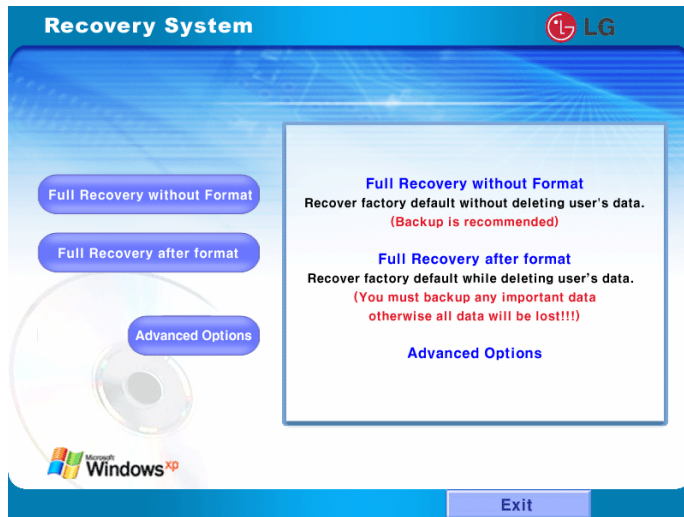 Recovery System
LG
Full Recovery without Format
Full Recovery after format
Advanced Options
Full Recovery without Format
Recover factory default without deleting user's data.
(Backup is recommended)
Full Recovery after format
Recover factory default while deleting user's data.
(You must backup any important data
otherwise all data will be lost!!!)
Advanced Options
Microsoft
Windows xp
Exit